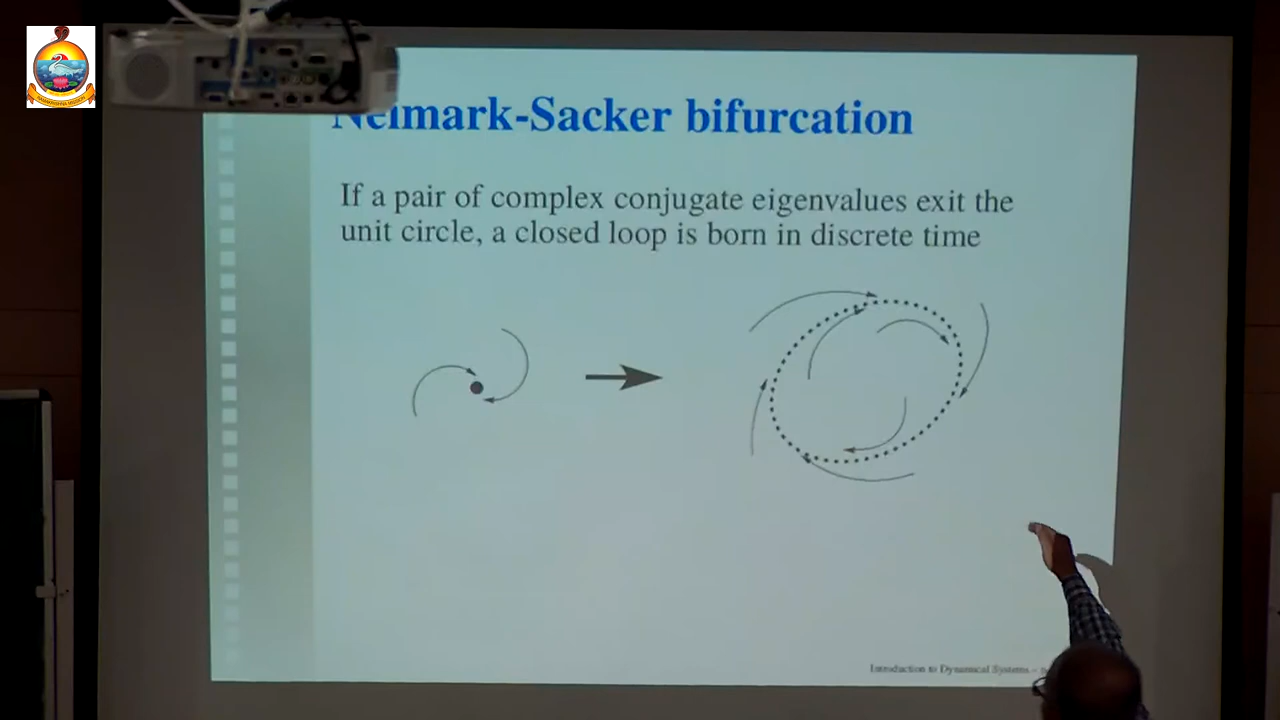 Neimark-Sacker bifurcation
If a pair of complex conjugate eigenvalues exit the
unit circle, a closed loop is born in discrete time
Introduction to Dynamical Systems –